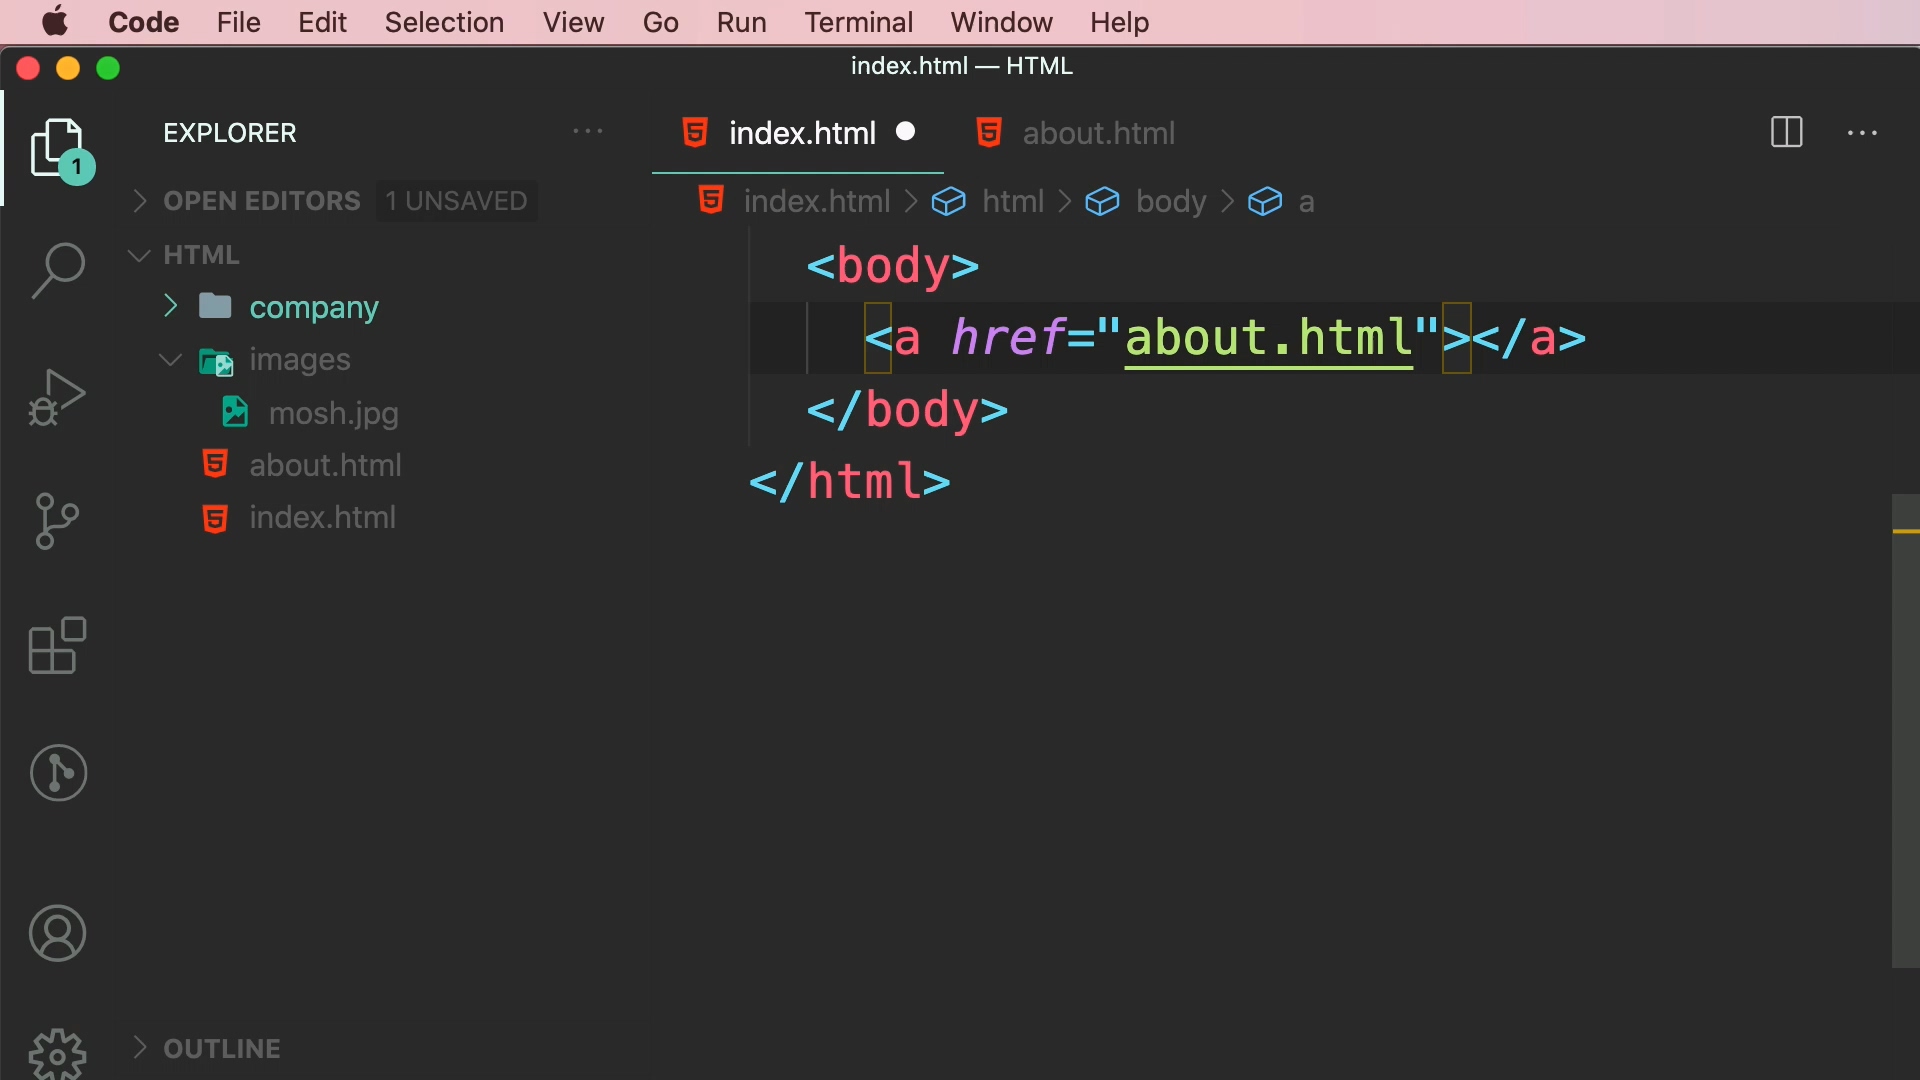 Code File Edit Selection View Go Run Terminal Window Help
index.html — HTML
1
EXPLORER
OPEN EDITORS 1 UNSAVED
HTML
company
images
mosh.jpg
about.html
index.html
OUTLINE
index.html about.html
index.html > html > body > a
<body>
<a href="about.html"></a>
</body>
</html>